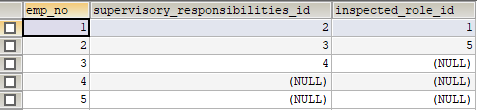 emp_no supervisory_responsibilities_id inspected_role_id
1 2 1
2 3 5
3 4 (NULL)
4 (NULL) (NULL)
5 (NULL) (NULL)